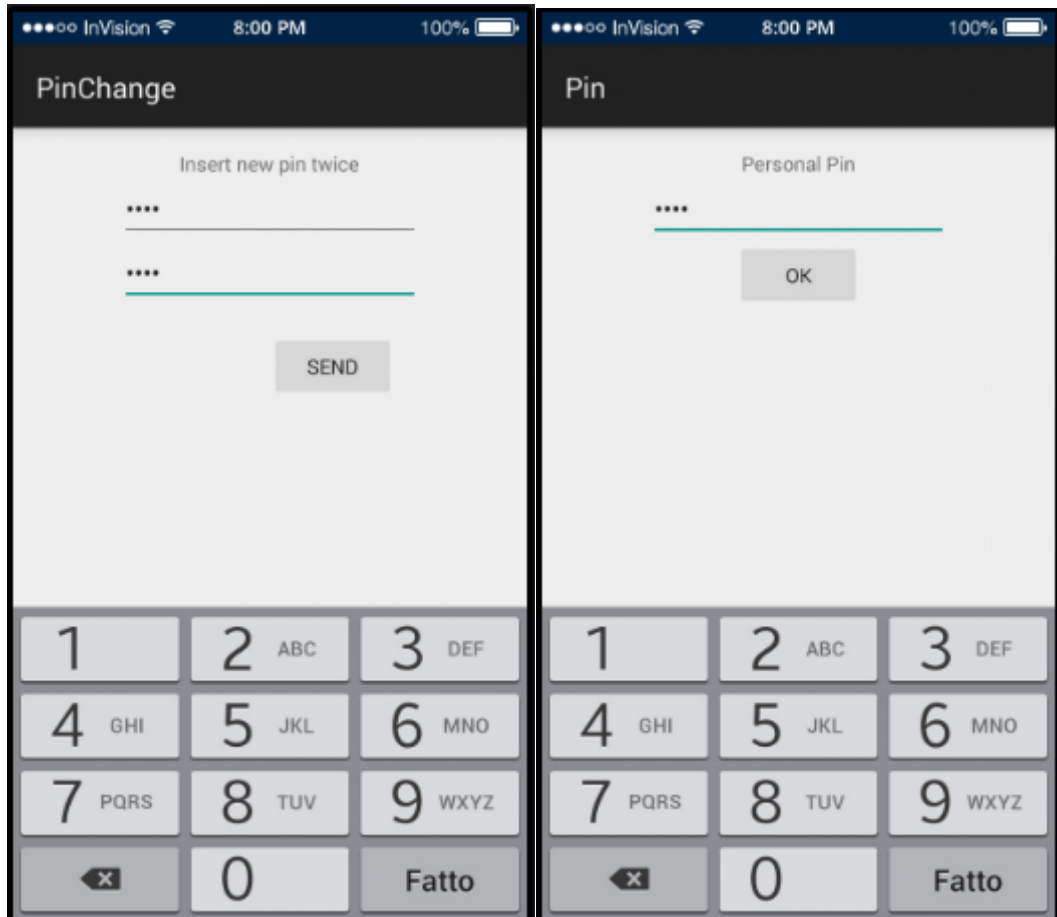 ●●●○○ InVision 8:00 PM 100%
PinChange
Insert new pin twice
••••
••••
SEND
1 2 ABC 3 DEF
4 GHI 5 JKL 6 MNO
7 PQRS 8 TUV 9 WXYZ
0 Fatto
●●●○○ InVision 8:00 PM 100%
Pin
Personal Pin
••••
OK
1 2 ABC 3 DEF
4 GHI 5 JKL 6 MNO
7 PQRS 8 TUV 9 WXYZ
0 Fatto